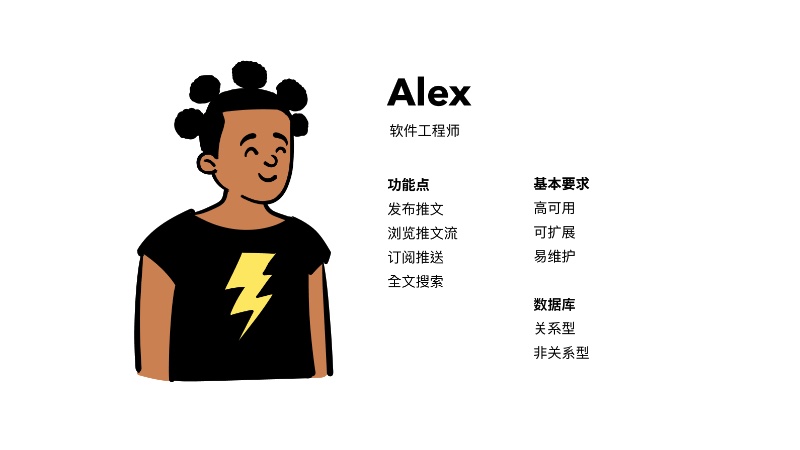 Alex
软件工程师
功能点
发布推文
浏览推文流
订阅推送
全文搜索
基本要求
高可用
可扩展
易维护
数据库
关系型
非关系型